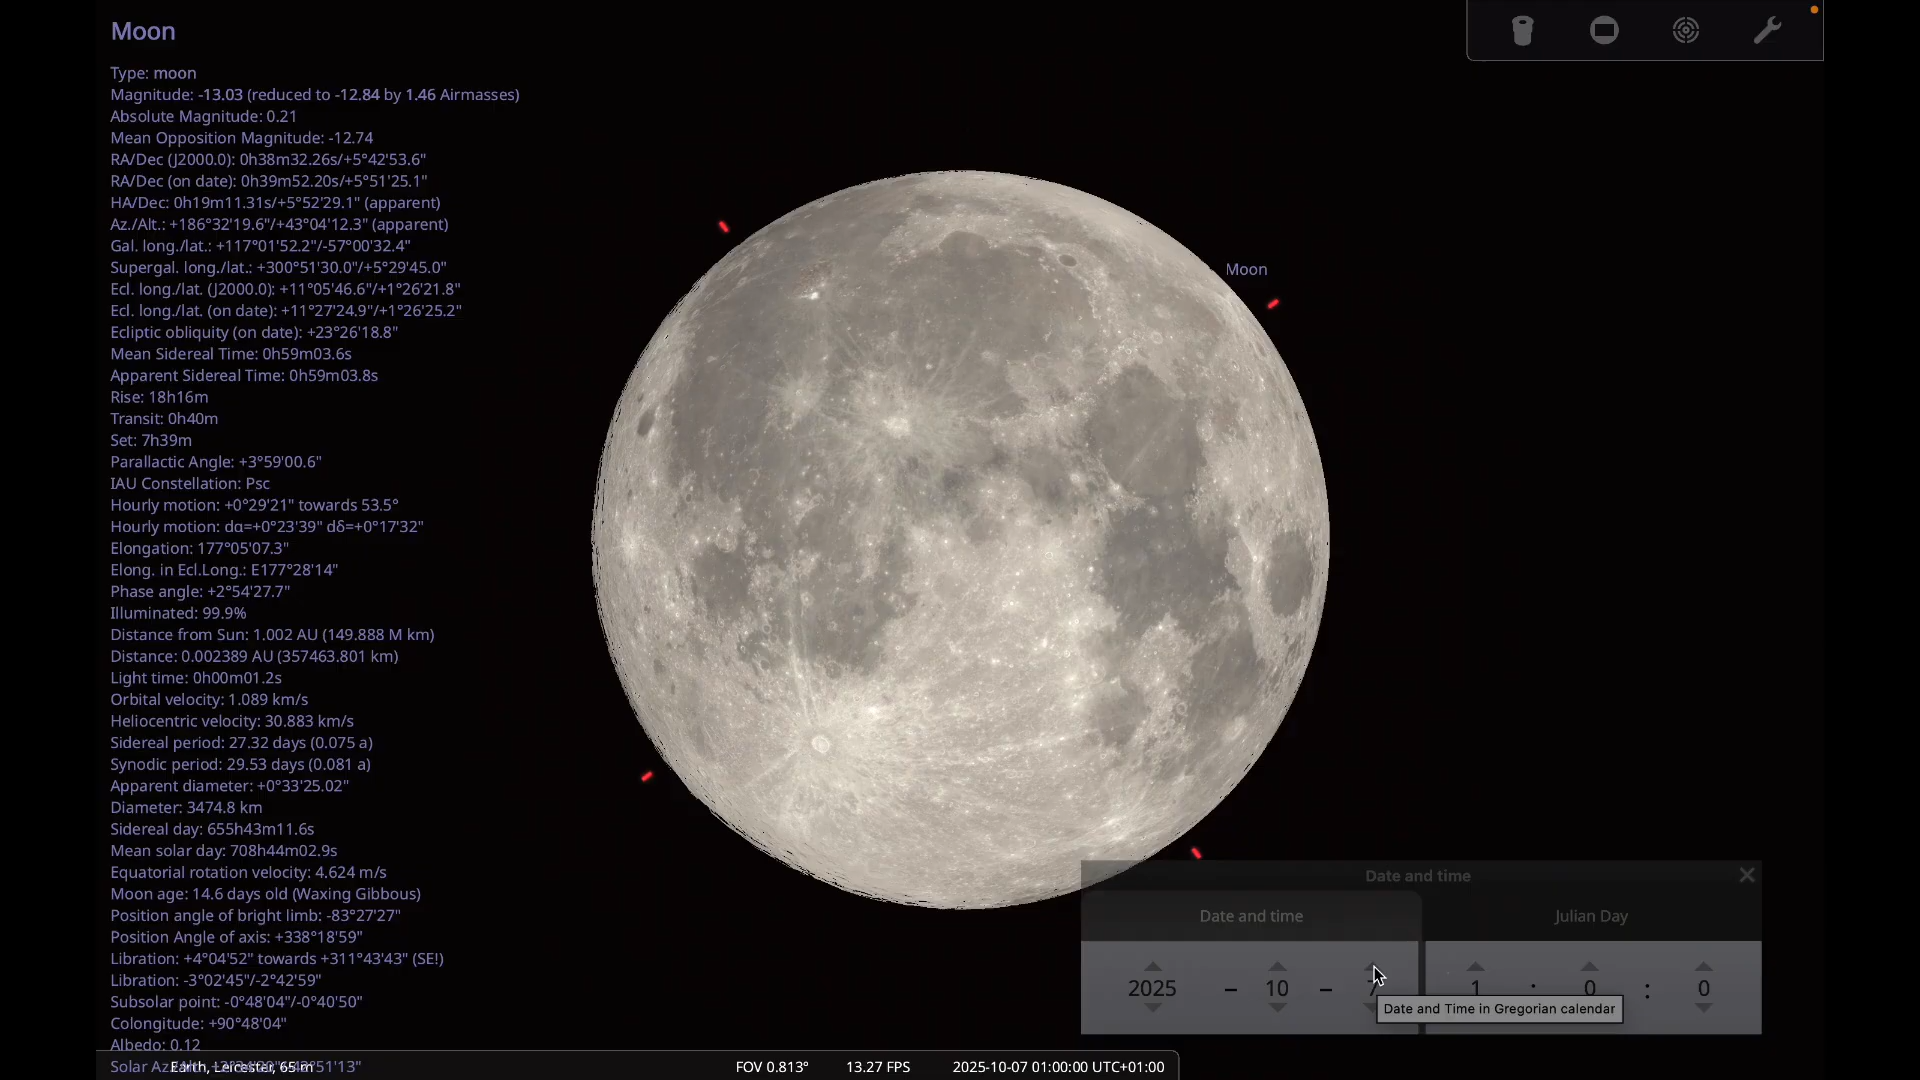 Moon
Type: moon
Magnitude: -13.03 (reduced to -12.84 by 1.46 Airmasses)
Absolute Magnitude: 0.21
Mean Opposition Magnitude: -12.74
RA/Dec (J2000.0): 0h38m32.26s/+5°42'53.6"
RA/Dec (on date): 0h39m52.20s/+5°51'25.1"
HA/Dec: 0h19m11.31s/+5°52'29.1" (apparent)
Az./Alt.: +186°32'19.6"/+43°04'12.3" (apparent)
Gal. long./lat.: +117°01'52.2"/-57°00'32.4"
Supergal. long./lat.: +300°51'30.0"/+5°29'45.0"
Ecl. long./lat. (J2000.0): +11°05'46.6"/+1°26'21.8"
Ecl. long./lat. (on date): +11°27'24.9"/+1°26'25.2"
Ecliptic obliquity (on date): +23°26'18.8"
Mean Sidereal Time: 0h59m03.6s
Apparent Sidereal Time: 0h59m03.8s
Rise: 18h16m
Transit: 0h40m
Set: 7h39m
Parallactic Angle: +3°59'00.6"
IAU Constellation: Psc
Hourly motion: +0°29'21" towards 53.5°
Hourly motion: dα=+0°23'39" dδ=+0°17'32"
Elongation: 177°05'07.3"
Elong. in Ecl.Long.: E177°28'14"
Phase angle: +2°54'27.7"
Illuminated: 99.9%
Distance from Sun: 1.002 AU (149.888 M km)
Distance: 0.002389 AU (357463.801 km)
Light time: 0h00m01.2s
Orbital velocity: 1.089 km/s
Heliocentric velocity: 30.883 km/s
Sidereal period: 27.32 days (0.075 a)
Synodic period: 29.53 days (0.081 a)
Apparent diameter: +0°33'25.02"
Diameter: 3474.8 km
Sidereal day: 655h43m11.6s
Mean solar day: 708h44m02.9s
Equatorial rotation velocity: 4.624 m/s
Moon age: 14.6 days old (Waxing Gibbous)
Position angle of bright limb: -83°27'27"
Position Angle of axis: +338°18'59"
Libration: +4°04'52" towards +311°43'43" (SE!)
Libration: -3°02'45"/-2°42'59"
Subsolar point: -0°48'04"/-0°40'50"
Colongitude: +90°48'04"
Albedo: 0.12
Solar Az
Earth, Leicester, 65 m
Moon
Date and time
Date and time
Julian Day
2025 – 10 – 7 1 : 0 : 0
Date and Time in Gregorian calendar
FOV 0.813° 13.27 FPS 2025-10-07 01:00:00 UTC+01:00